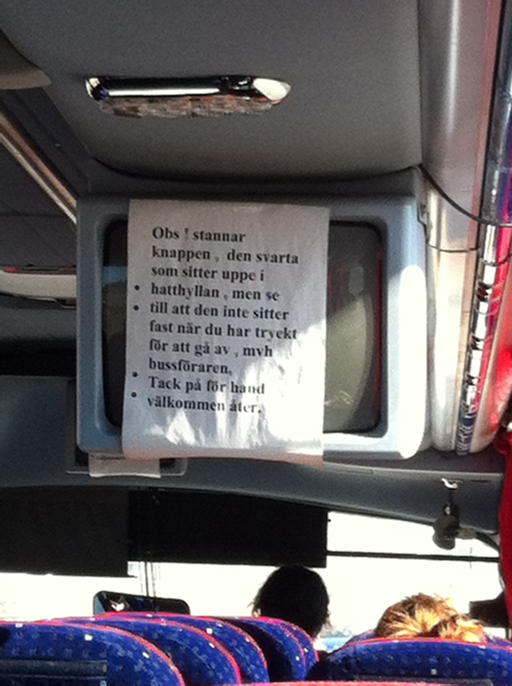 Obs ! stannar
knappen , den svarta
som sitter uppe i
• hatthyllan , men se
• till att den inte sitter
fast när du har tryckt
för att gå av , mvh
bussföraren,
• Tack på för hand
• välkommen åter.